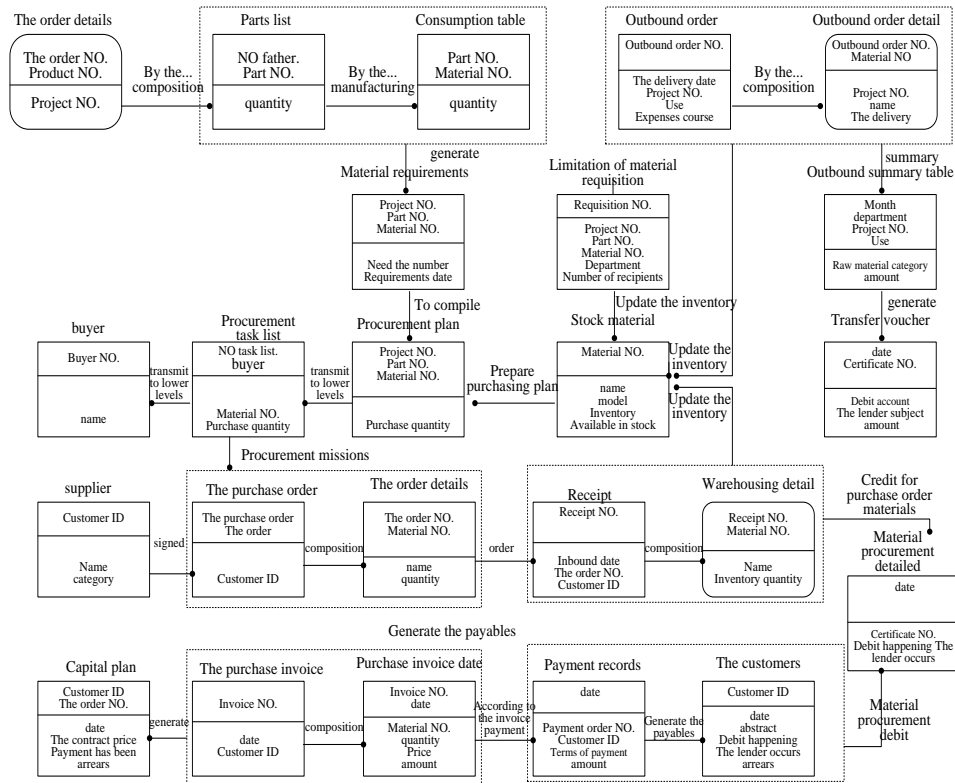 The order details
The order NO.
Product NO.
Project NO.
By the...
composition
Parts list
NO father.
Part NO.
quantity
By the...
manufacturing
Consumption table
Part NO.
Material NO.
quantity
Outbound order
Outbound order NO.
The delivery date
Project NO.
Use
Expenses course
By the...
composition
Outbound order detail
Outbound order NO.
Material NO
Project NO.
name
The delivery
generate
Material requirements
Project NO.
Part NO.
Material NO.
Need the number
Requirements date
Limitation of material
requisition
Requisition NO.
Project NO.
Part NO.
Material NO.
Department
Number of recipients
summary
Outbound summary table
Month
department
Project NO.
Use
Raw material category
amount
To compile
Update the inventory
generate
buyer
Buyer NO.
name
transmit
to lower
levels
Procurement
task list
NO task list.
buyer
Material NO.
Purchase quantity
transmit
to lower
levels
Procurement plan
Project NO.
Part NO.
Material NO.
Purchase quantity
Prepare
purchasing plan
Stock material
Material NO.
name
model
Inventory
Available in stock
Update the
inventory
Update the
inventory
Transfer voucher
date
Certificate NO.
Debit account
The lender subject
amount
Procurement missions
supplier
Customer ID
Name
category
signed
The purchase order
The purchase order
The order
Customer ID
composition
The order details
The order NO.
Material NO.
name
quantity
order
Receipt
Receipt NO.
Inbound date
The order NO.
Customer ID
composition
Warehousing detail
Receipt NO.
Material NO.
Name
Inventory quantity
Credit for
purchase order
materials
Material
procurement
detailed
date
Certificate NO.
Debit happening The
lender occurs
Generate the payables
Capital plan
Customer ID
The order NO.
date
The contract price
Payment has been
arrears
generate
The purchase invoice
Invoice NO.
date
Customer ID
composition
Purchase invoice date
Invoice NO.
date
Material NO.
quantity
Price
amount
According to
the invoice
payment
Payment records
date
Payment order NO.
Customer ID
Terms of payment
amount
Generate the
payables
The customers
Customer ID
date
abstract
Debit happening
The lender occurs
arrears
Material
procurement
debit